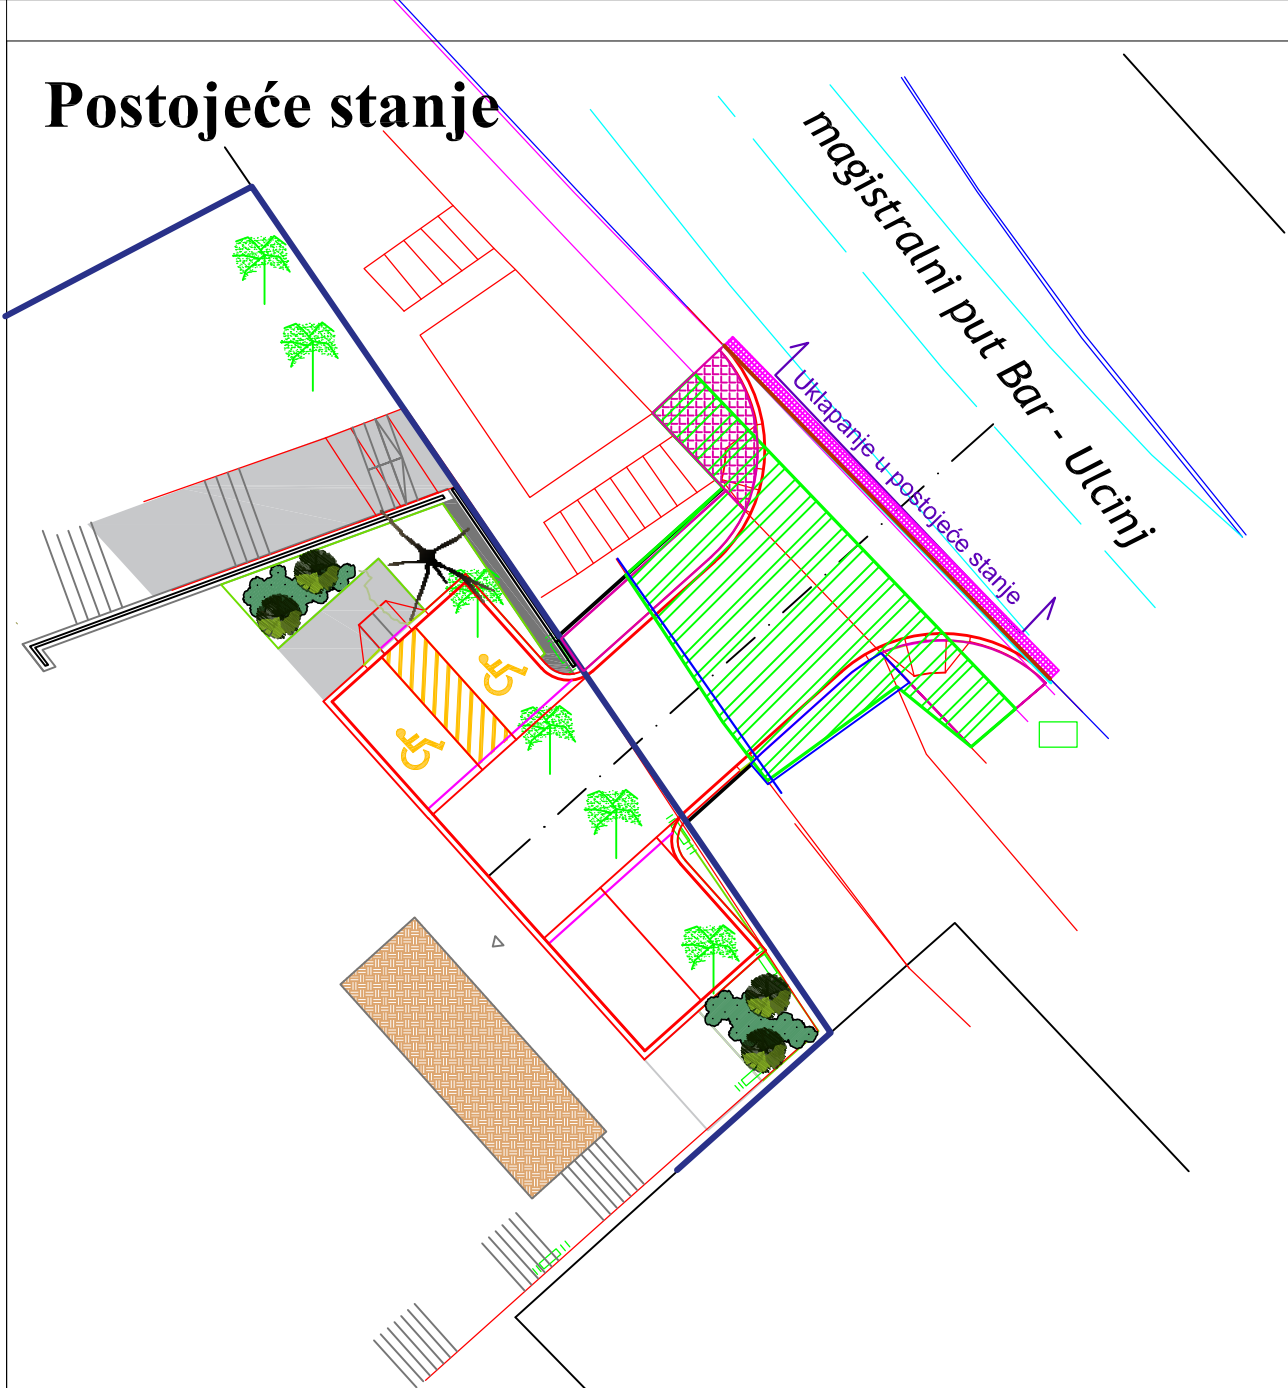 Postojeće stanje
magistralni put Bar - Ulcinj
Uklapanje u postojeće stanje